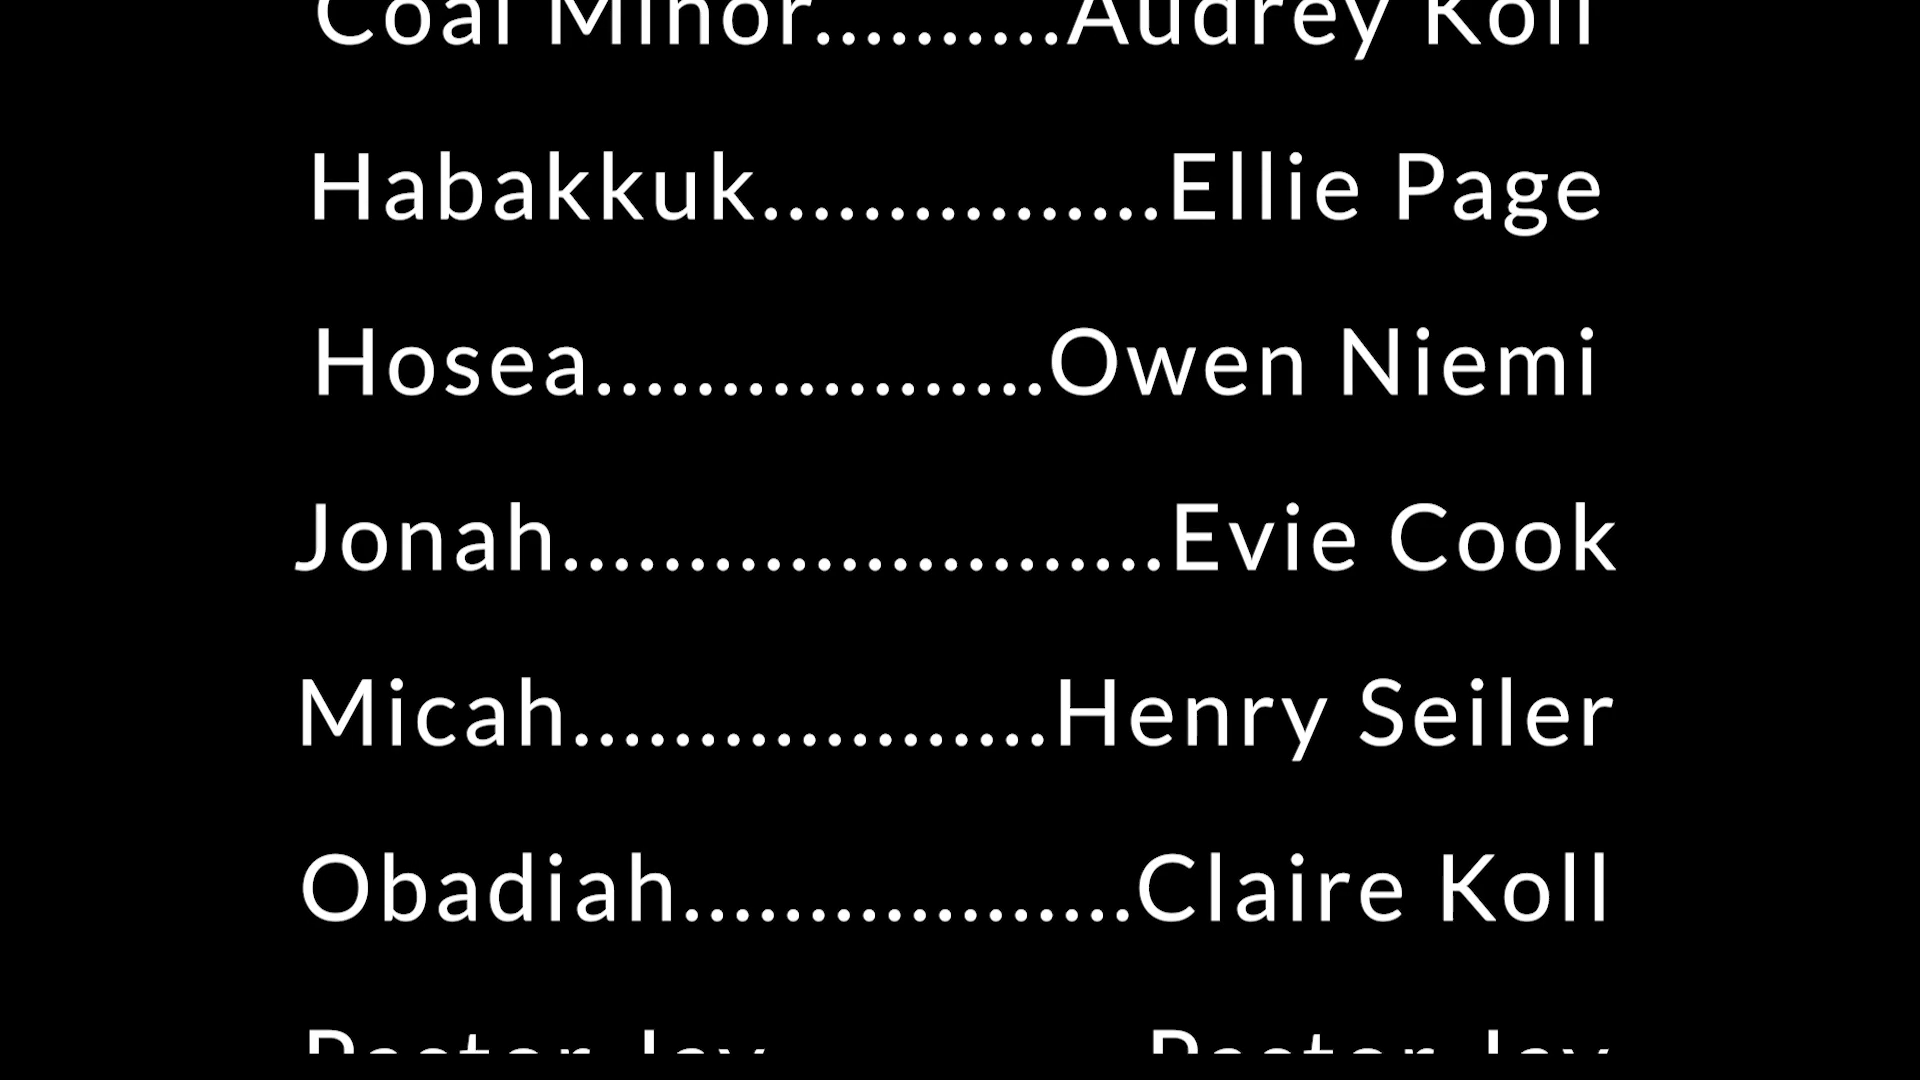 Coal Minor..........Audrey Koll
Habakkuk................Ellie Page
Hosea..................Owen Niemi
Jonah........................Evie Cook
Micah...................Henry Seiler
Obadiah..................Claire Koll
Pastor Jay Pastor Jay